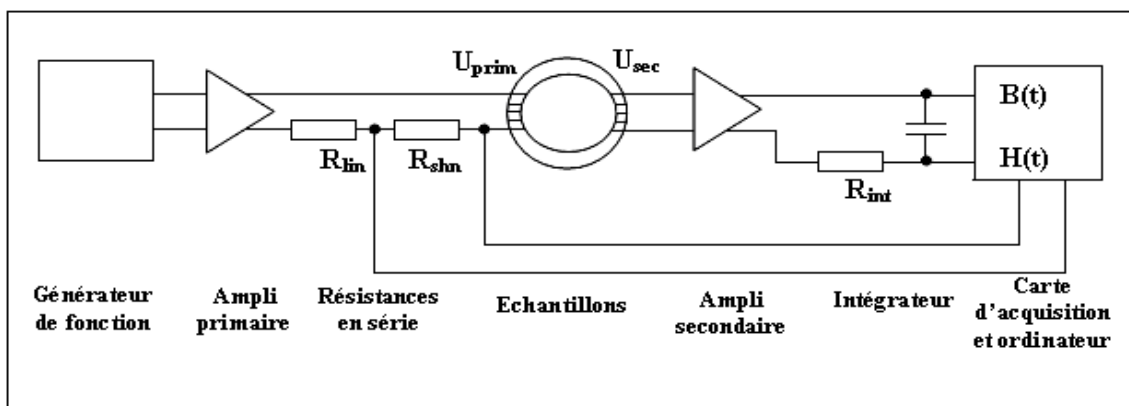 U_prim
U_sec
B(t)
H(t)
R_lin
R_shn
R_int
Générateur
de fonction
Ampli
primaire
Résistances
en série
Echantillons
Ampli
secondaire
Intégrateur
Carte
d'acquisition
et ordinateur